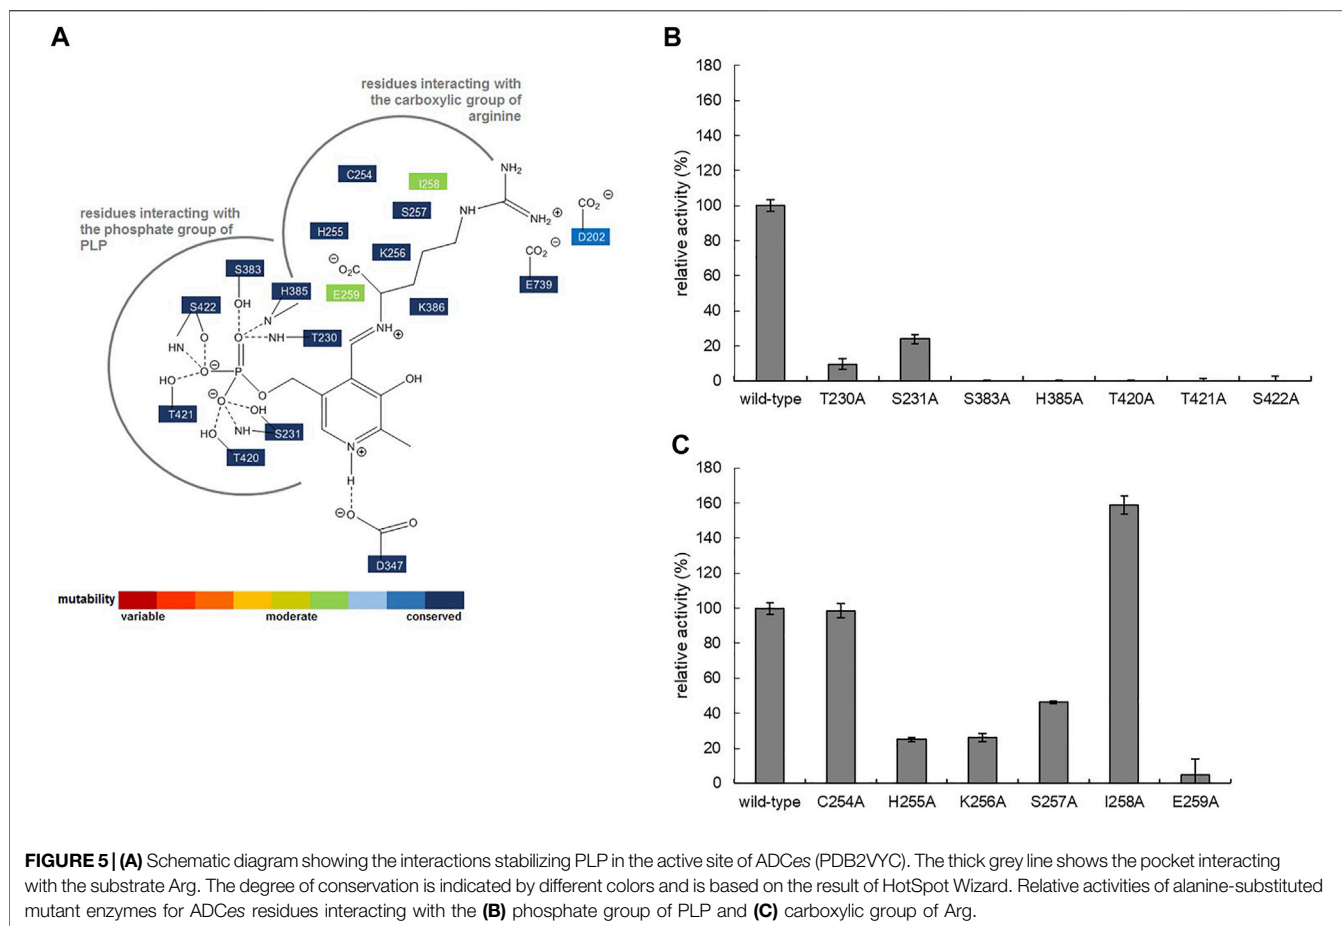 A
residues interacting with
the carboxylic group of
arginine
residues interacting with
the phosphate group of
PLP
C254
I258
S257
H255
K256
E259
K386
S383
H385
S422
T230
T421
S231
T420
D202
E739
D347
NH2
NH
NH2 ⊕
CO2 ⊖
CO2 ⊖
⊖
O2C
OH
N
O
HN
O
NH
NH
⊕
⊖
O
P
HO
O
OH
⊖
O
OH
HO
NH
N ⊕
H
⊖ O
O
mutability
variable
moderate
conserved
B
relative activity (%)
180
160
140
120
100
80
60
40
20
0
wild-type T230A S231A S383A H385A T420A T421A S422A
C
relative activity (%)
180
160
140
120
100
80
60
40
20
0
wild-type C254A H255A K256A S257A I258A E259A
FIGURE 5 | (A) Schematic diagram showing the interactions stabilizing PLP in the active site of ADCes (PDB2VYC). The thick grey line shows the pocket interacting
with the substrate Arg. The degree of conservation is indicated by different colors and is based on the result of HotSpot Wizard. Relative activities of alanine-substituted
mutant enzymes for ADCes residues interacting with the (B) phosphate group of PLP and (C) carboxylic group of Arg.